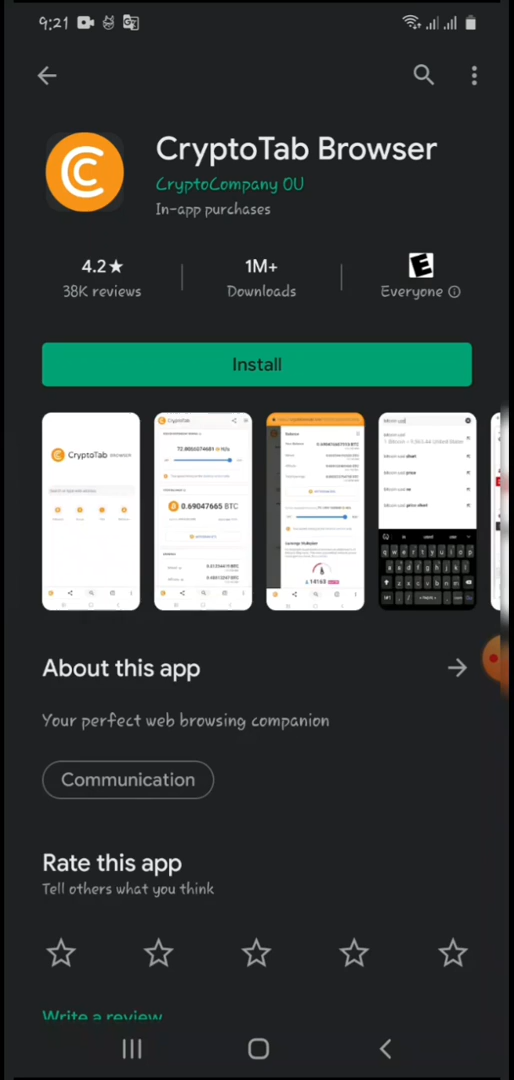 9:21
CryptoTab Browser
CryptoCompany OU
In-app purchases
4.2★
38K reviews
1M+
Downloads
E
Everyone
Install
CryptoTab BROWSER
CryptoTab
0.69047665 BTC
About this app
Your perfect web browsing companion
Communication
Rate this app
Tell others what you think
Write a review